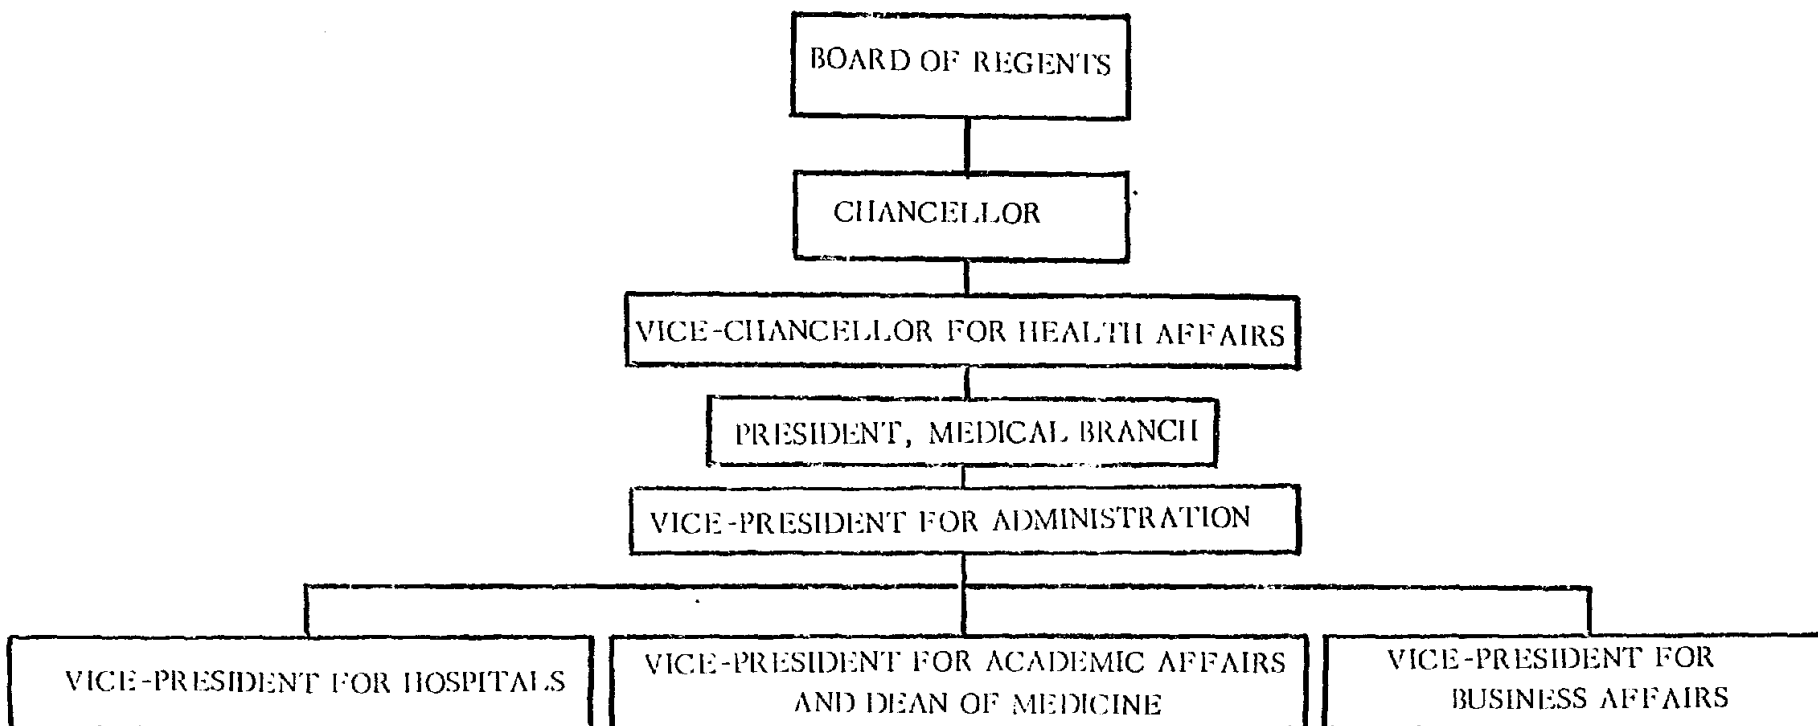 BOARD OF REGENTS
CHANCELLOR
VICE-CHANCELLOR FOR HEALTH AFFAIRS
PRESIDENT, MEDICAL BRANCH
VICE-PRESIDENT FOR ADMINISTRATION
VICE-PRESIDENT FOR HOSPITALS
VICE-PRESIDENT FOR ACADEMIC AFFAIRS
AND DEAN OF MEDICINE
VICE-PRESIDENT FOR
BUSINESS AFFAIRS